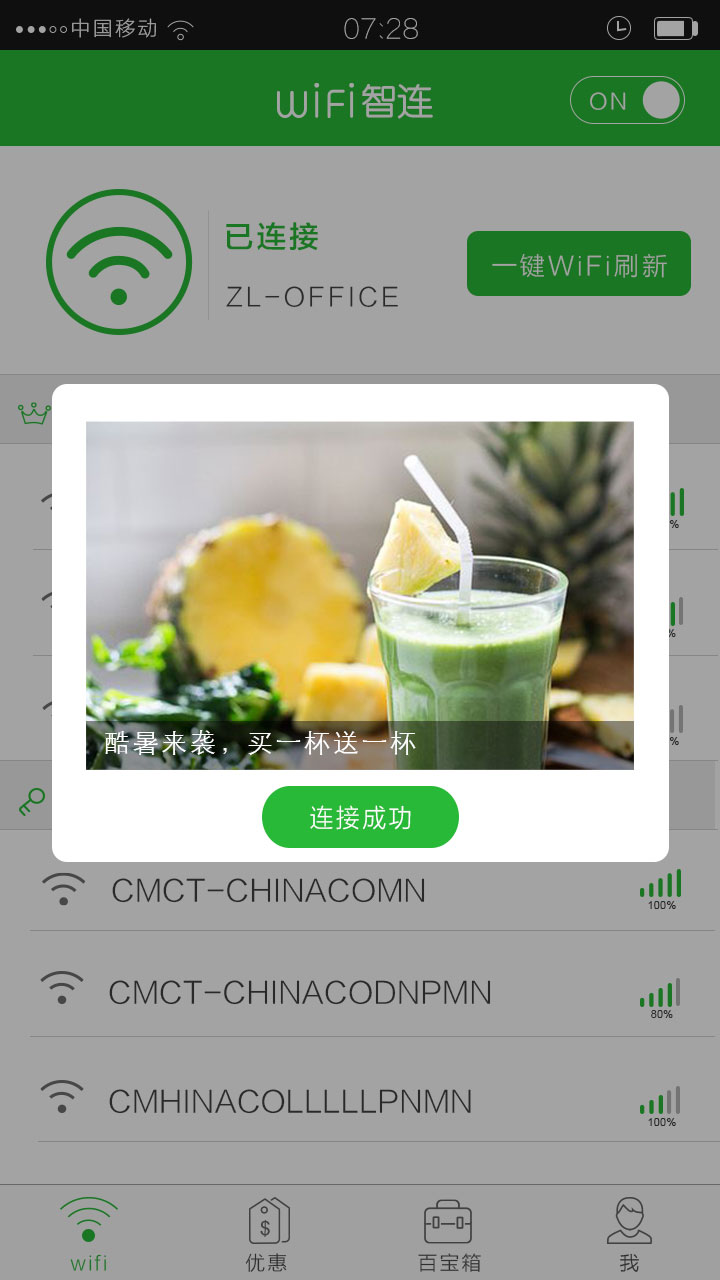 中国移动
07:28
WiFi智连
ON
已连接
ZL-OFFICE
一键WiFi刷新
%
%
%
酷暑来袭，买一杯送一杯
连接成功
CMCT-CHINACOMN
100%
CMCT-CHINACODNPMN
80%
CMHINACOLLLLLPNMN
100%
wifi
优惠
百宝箱
我